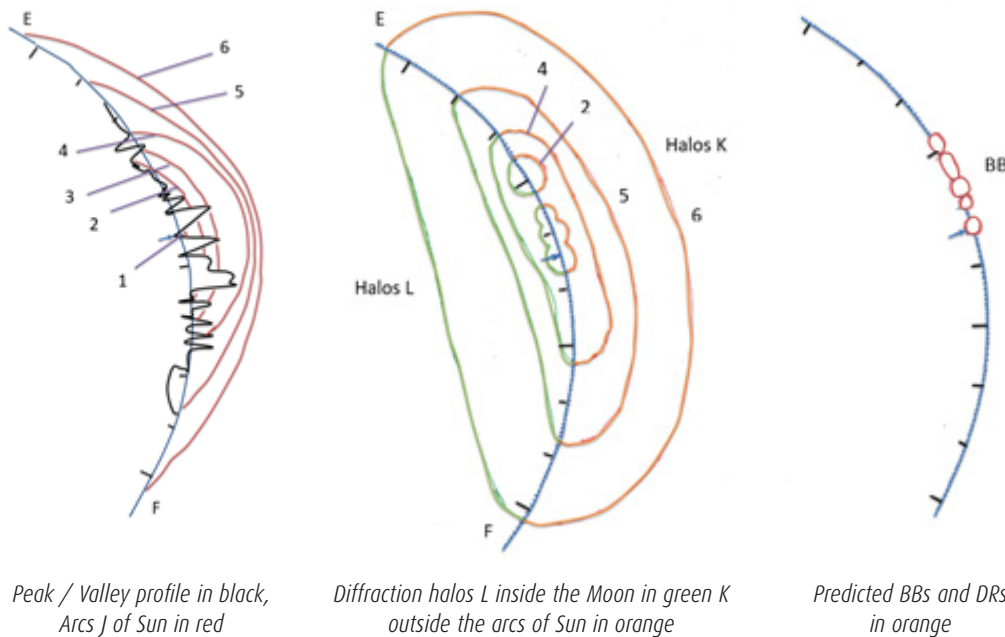 E
6
5
4
3
2
1
F
E
4
2
Halos K
5
6
Halos L
F
BB
Peak / Valley profile in black,
Arcs J of Sun in red
Diffraction halos L inside the Moon in green K
outside the arcs of Sun in orange
Predicted BBs and DRs
in orange